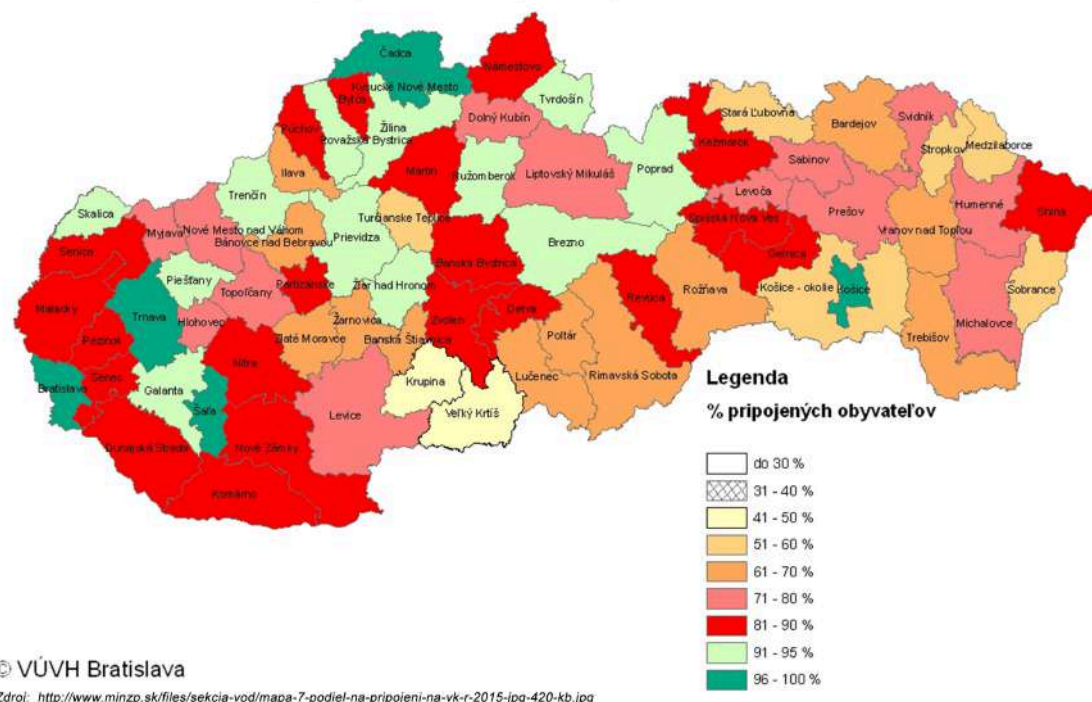 Čadca
Námestovo
Kysucké Nové Mesto
Bytča
Tvrdošín
Stará Ľubovňa
Žilina
Púchov
Dolný Kubín
Bardejov
Svidník
Považská Bystrica
Kežmarok
Stropkov
Medzilaborce
Ilava
Martin
Ružomberok
Liptovský Mikuláš
Poprad
Sabinov
Trenčín
Levoča
Skalica
Turčianske Teplice
Prešov
Humenné
Snina
Myjava
Nové Mesto nad Váhom
Spišská Nová Ves
Vranov nad Topľou
Senica
Bánovce nad Bebravou
Prievidza
Brezno
Banská Bystrica
Gelnica
Piešťany
Partizánske
Žiar nad Hronom
Košice - okolie
Košice
Sobrance
Malacky
Topoľčany
Revúca
Rožňava
Trnava
Hlohovec
Žarnovica
Zvolen
Detva
Michalovce
Zlaté Moravce
Banská Štiavnica
Poltár
Trebišov
Pezinok
Nitra
Rimavská Sobota
Lučenec
Bratislava
Senec
Galanta
Krupina
Šaľa
Levice
Veľký Krtíš
Dunajská Streda
Nové Zámky
Komárno
Legenda
% pripojených obyvateľov
do 30 %
31 - 40 %
41 - 50 %
51 - 60 %
61 - 70 %
71 - 80 %
81 - 90 %
91 - 95 %
96 - 100 %
© VÚVH Bratislava
Zdroj: http://www.minzp.sk/files/sekcia-vod/mapa-7-podiel-na-pripojeni-na-vk-r-2015-jpg-420-kb.jpg